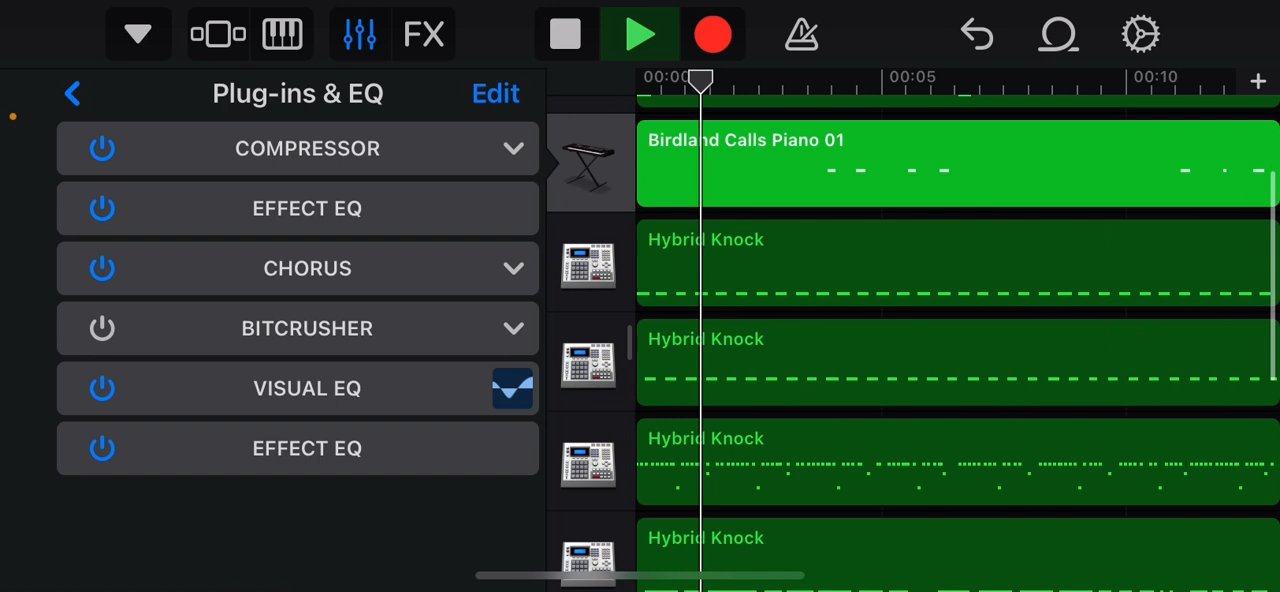 FX
Plug-ins & EQ
Edit
COMPRESSOR
EFFECT EQ
CHORUS
BITCRUSHER
VISUAL EQ
EFFECT EQ
00:00
00:05
00:10
+
Birdland Calls Piano 01
Hybrid Knock
Hybrid Knock
Hybrid Knock
Hybrid Knock